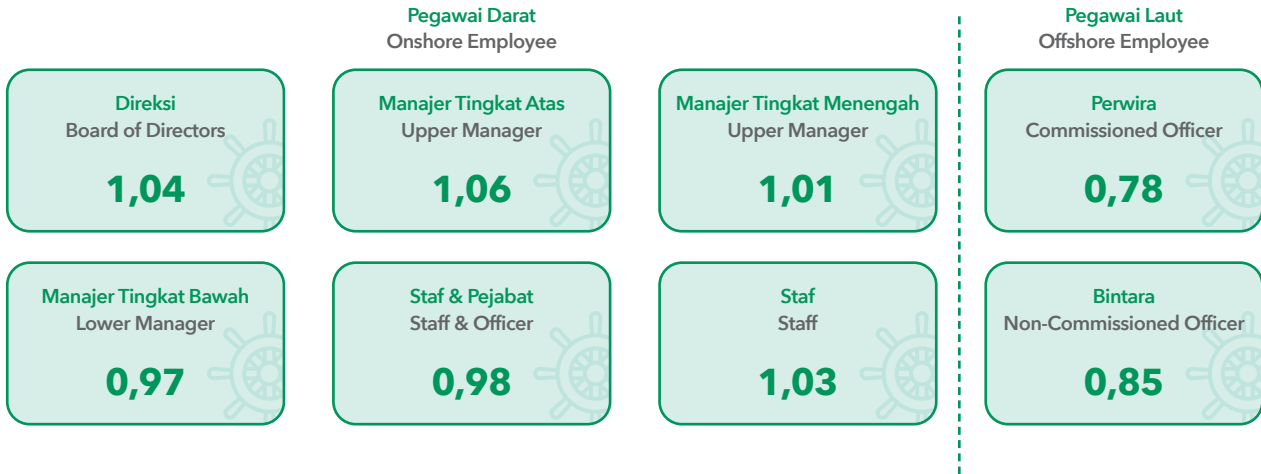 Pegawai Darat
Onshore Employee
Pegawai Laut
Offshore Employee
Direksi
Board of Directors
1,04
Manajer Tingkat Atas
Upper Manager
1,06
Manajer Tingkat Menengah
Upper Manager
1,01
Perwira
Commissioned Officer
0,78
Manajer Tingkat Bawah
Lower Manager
0,97
Staf & Pejabat
Staff & Officer
0,98
Staf
Staff
1,03
Bintara
Non-Commissioned Officer
0,85